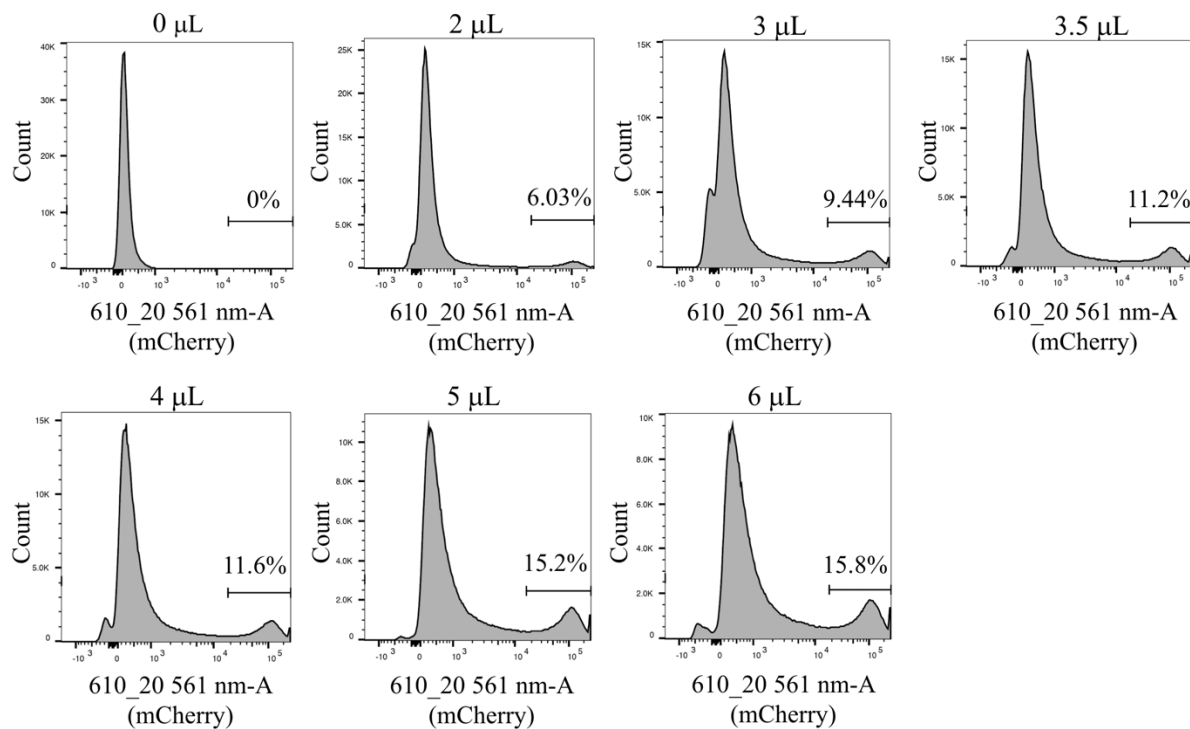 0 μL
2 μL
3 μL
3.5 μL
40K
30K
20K
10K
0
0%
-10 3
0
10 3
10 4
10 5
Count
610_20 561 nm-A
(mCherry)
25K
20K
15K
10K
5.0K
0
6.03%
-10 3
0
10 3
10 4
10 5
Count
610_20 561 nm-A
(mCherry)
15K
10K
5.0K
0
9.44%
-10 3
0
10 3
10 4
10 5
Count
610_20 561 nm-A
(mCherry)
15K
10K
5.0K
0
11.2%
-10 3
0
10 3
10 4
10 5
Count
610_20 561 nm-A
(mCherry)
4 μL
5 μL
6 μL
15K
10K
5.0K
0
11.6%
-10 3
0
10 3
10 4
10 5
Count
610_20 561 nm-A
(mCherry)
10K
8.0K
6.0K
4.0K
2.0K
0
15.2%
-10 3
0
10 3
10 4
10 5
Count
610_20 561 nm-A
(mCherry)
10K
8.0K
6.0K
4.0K
2.0K
0
15.8%
-10 3
0
10 3
10 4
10 5
Count
610_20 561 nm-A
(mCherry)